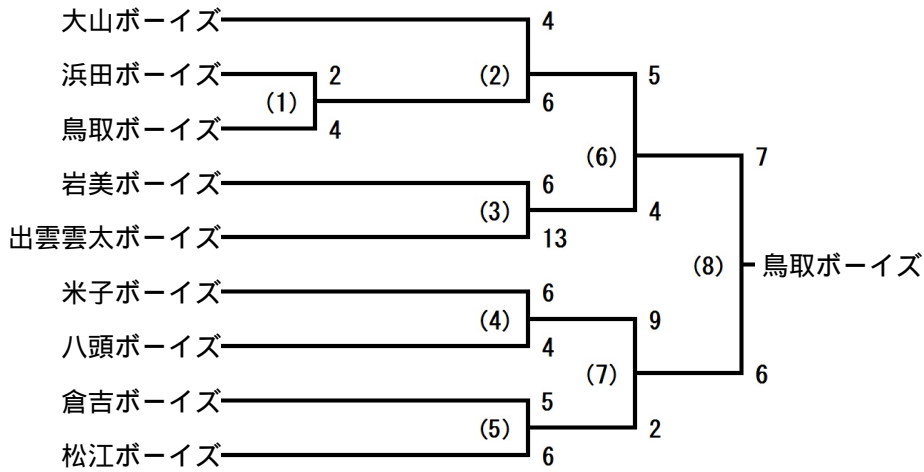 大山ボーイズ 4
浜田ボーイズ 2 (2) 5
(1) 6
鳥取ボーイズ 4
(6) 7
岩美ボーイズ 6
(3) 4
出雲雲太ボーイズ 13
(8) 鳥取ボーイズ
米子ボーイズ 6
(4) 9
八頭ボーイズ 4
(7) 6
倉吉ボーイズ 5
(5) 2
松江ボーイズ 6